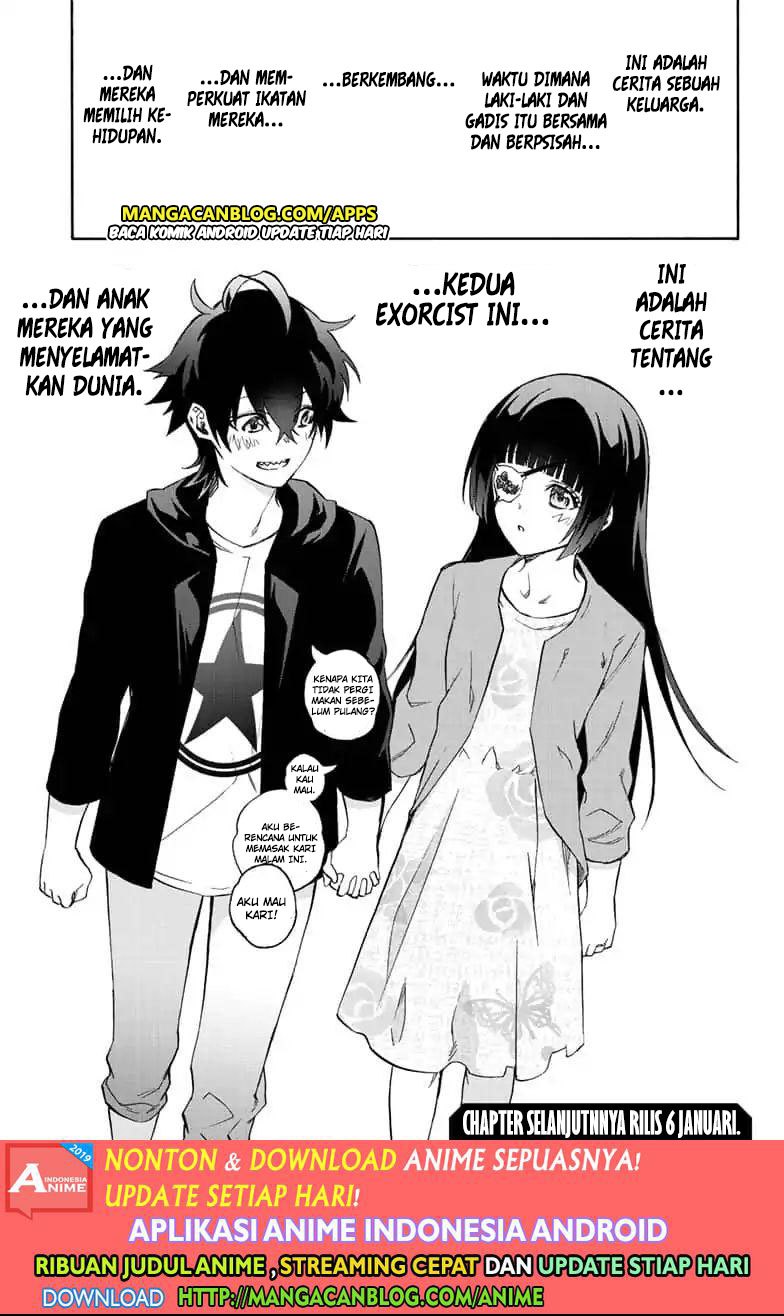 INI ADALAH
CERITA SEBUAH
KELUARGA.
WAKTU DIMANA
LAKI-LAKI DAN
GADIS ITU BERSAMA
DAN BERPSISAH...
...BERKEMBANG...
...DAN MEM-
PERKUAT IKATAN
MEREKA...
...DAN
MEREKA
MEMILIH KE-
HIDUPAN.
MANGACANBLOG.COM/APPS
BACA KOMIK ANDROID UPDATE TIAP HARI
INI
ADALAH
CERITA
TENTANG
...
...KEDUA
EXORCIST INI...
...DAN ANAK
MEREKA YANG
MENYELAMAT-
KAN DUNIA.
KENAPA KITA
TIDAK PERGI
MAKAN SEBE-
LUM PULANG?
KALAU
KAU
MAU.
AKU BE-
RENCANA UNTUK
MEMASAK KARI
MALAM INI.
AKU MAU
KARI!
CHAPTER SELANJUTNNYA RILIS 6 JANUARI.
2019
A INDONESIA
ANIME
NONTON & DOWNLOAD ANIME SEPUASNYA!
UPDATE SETIAP HARI!
APLIKASI ANIME INDONESIA ANDROID
RIBUAN JUDUL ANIME , STREAMING CEPAT DAN UPDATE STIAP HARI
DOWNLOAD HTTP://MANGACANBLOG.COM/ANIME